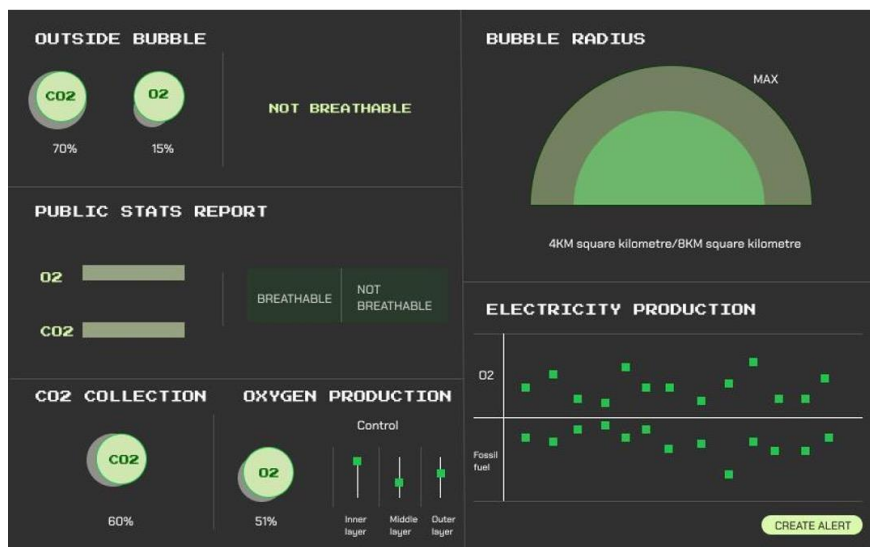 OUTSIDE BUBBLE
CO2
O2
70%
15%
NOT BREATHABLE
PUBLIC STATS REPORT
O2
CO2
BREATHABLE
NOT
BREATHABLE
CO2 COLLECTION
CO2
60%
OXYGEN PRODUCTION
O2
51%
Control
Inner
layer
Middle
layer
Outer
layer
BUBBLE RADIUS
MAX
4KM square kilometre/8KM square kilometre
ELECTRICITY PRODUCTION
O2
Fossil
fuel
CREATE ALERT